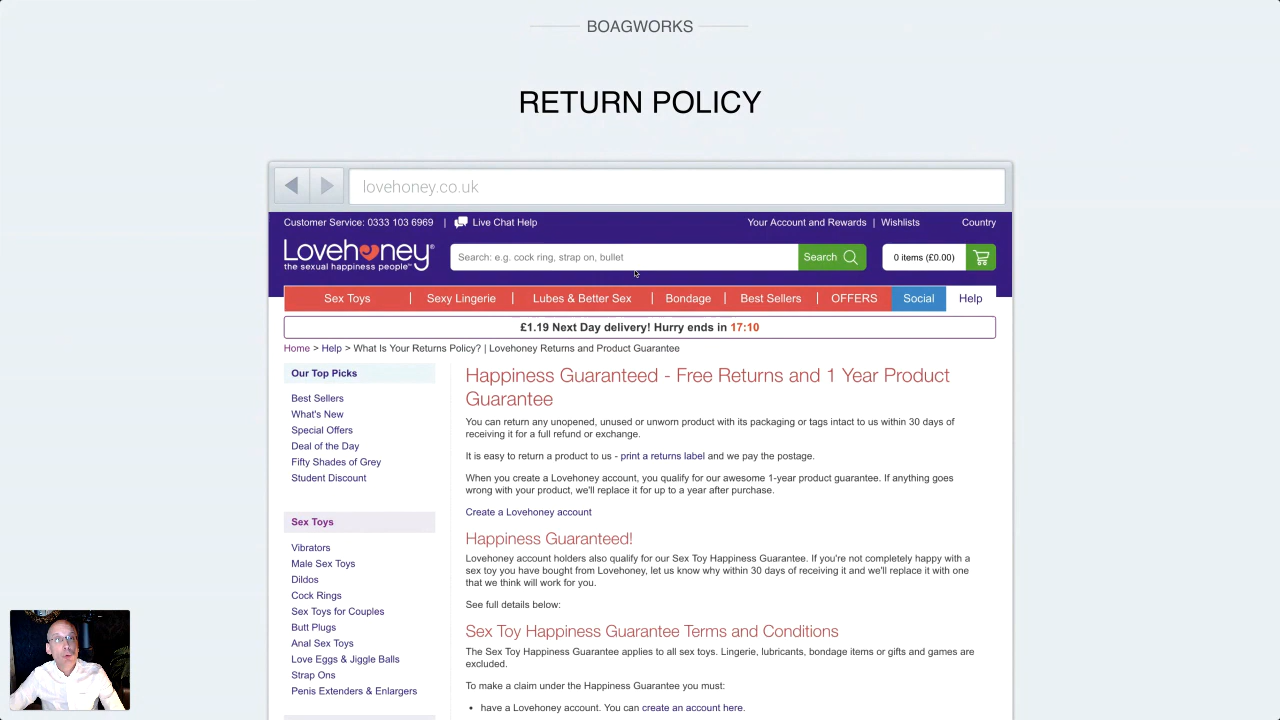 BOAGWORKS
RETURN POLICY
lovehoney.co.uk
Customer Service: 0333 103 6969 | Live Chat Help
Your Account and Rewards | Wishlists Country
Lovehoney®
the sexual happiness people™
Search: e.g. cock ring, strap on, bullet
Search
0 items (£0.00)
Sex Toys | Sexy Lingerie | Lubes & Better Sex | Bondage | Best Sellers | OFFERS Social Help
£1.19 Next Day delivery! Hurry ends in 17:10
Home > Help > What Is Your Returns Policy? | Lovehoney Returns and Product Guarantee
Our Top Picks
Best Sellers
What's New
Special Offers
Deal of the Day
Fifty Shades of Grey
Student Discount
Sex Toys
Vibrators
Male Sex Toys
Dildos
Cock Rings
Sex Toys for Couples
Butt Plugs
Anal Sex Toys
Love Eggs & Jiggle Balls
Strap Ons
Penis Extenders & Enlargers
Happiness Guaranteed - Free Returns and 1 Year Product
Guarantee
You can return any unopened, unused or unworn product with its packaging or tags intact to us within 30 days of
receiving it for a full refund or exchange.
It is easy to return a product to us - print a returns label and we pay the postage.
When you create a Lovehoney account, you qualify for our awesome 1-year product guarantee. If anything goes
wrong with your product, we'll replace it for up to a year after purchase.
Create a Lovehoney account
Happiness Guaranteed!
Lovehoney account holders also qualify for our Sex Toy Happiness Guarantee. If you're not completely happy with a
sex toy you have bought from Lovehoney, let us know why within 30 days of receiving it and we'll replace it with one
that we think will work for you.
See full details below:
Sex Toy Happiness Guarantee Terms and Conditions
The Sex Toy Happiness Guarantee applies to all sex toys. Lingerie, lubricants, bondage items or gifts and games are
excluded.
To make a claim under the Happiness Guarantee you must:
• have a Lovehoney account. You can create an account here.